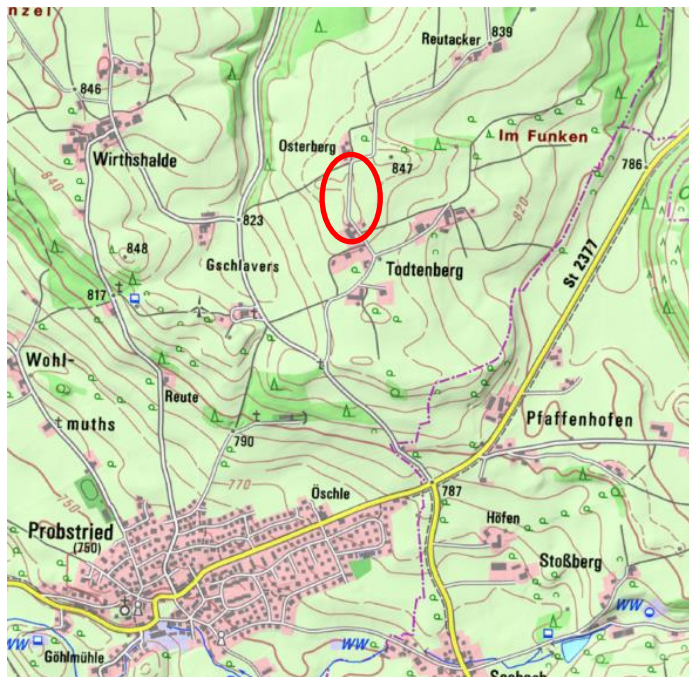 nzel
Reutacker 839
846
Osterberg
Im Funken
847
786
Wirthshalde
840
823
820
848
Gschlavers
Todtenberg
St 2377
817
Wohl-
Reute
muths
790
Pfaffenhofen
750
770
Öschle
787
Probstried
(750)
Höfen
Stoßberg
WW
WW
WW
Göhlmühle